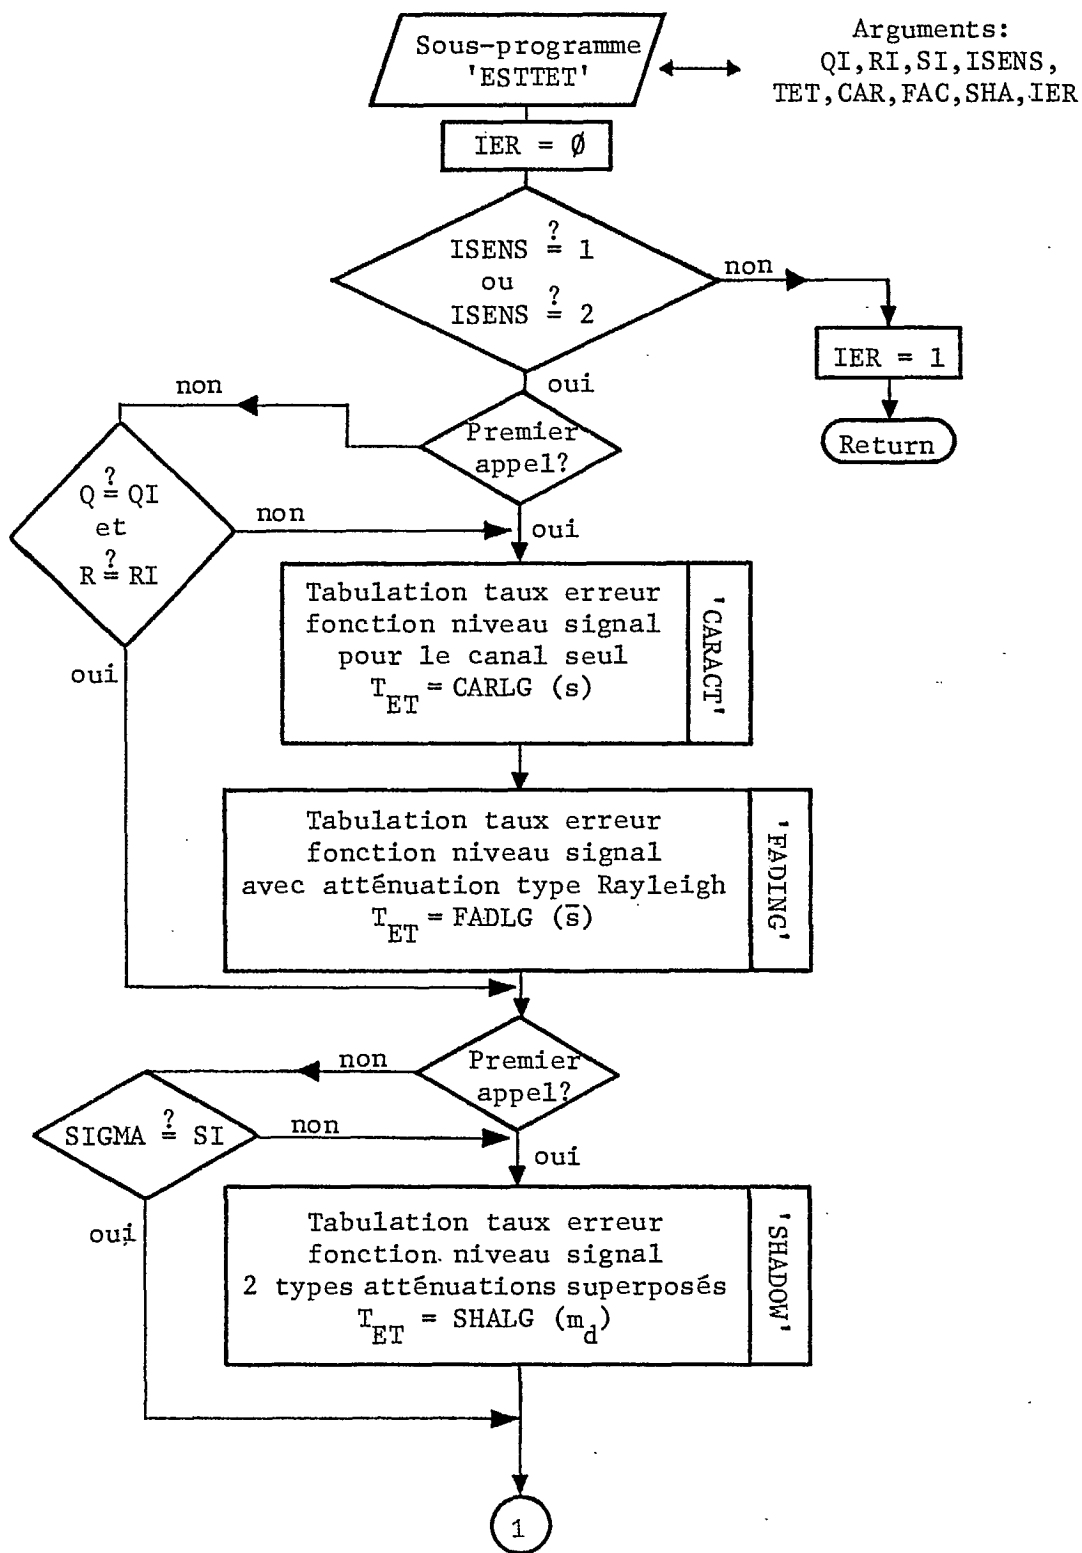 Sous-programme
'ESTTET'
Arguments:
QI,RI,SI,ISENS,
TET,CAR,FAC,SHA,IER
IER = Ø
ISENS ≟ 1
ou
ISENS ≟ 2
non
IER = 1
Return
oui
Premier
appel?
non
Q ≟ QI
et
R ≟ RI
non
oui
oui
Tabulation taux erreur
fonction niveau signal
pour le canal seul
T_ET = CARLG (s)
'CARACT'
Tabulation taux erreur
fonction niveau signal
avec atténuation type Rayleigh
T_ET = FADLG (s̅)
'FADING'
Premier
appel?
non
SIGMA ≟ SI
non
oui
oui
Tabulation taux erreur
fonction niveau signal
2 types atténuations superposés
T_ET = SHALG (m_d)
'SHADOW'
1